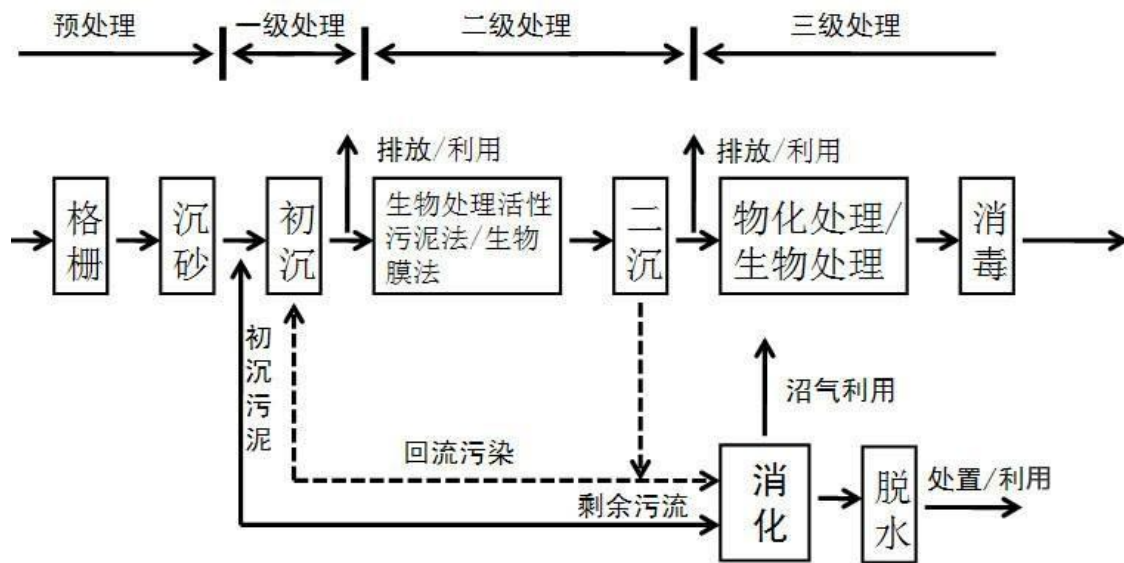 预处理
一级处理
二级处理
三级处理
排放/利用
排放/利用
格
栅
沉
砂
初
沉
生物处理活性
污泥法/生物
膜法
二
沉
物化处理/
生物处理
消
毒
初
沉
污
泥
沼气利用
回流污染
剩余污流
消
化
脱
水
处置/利用